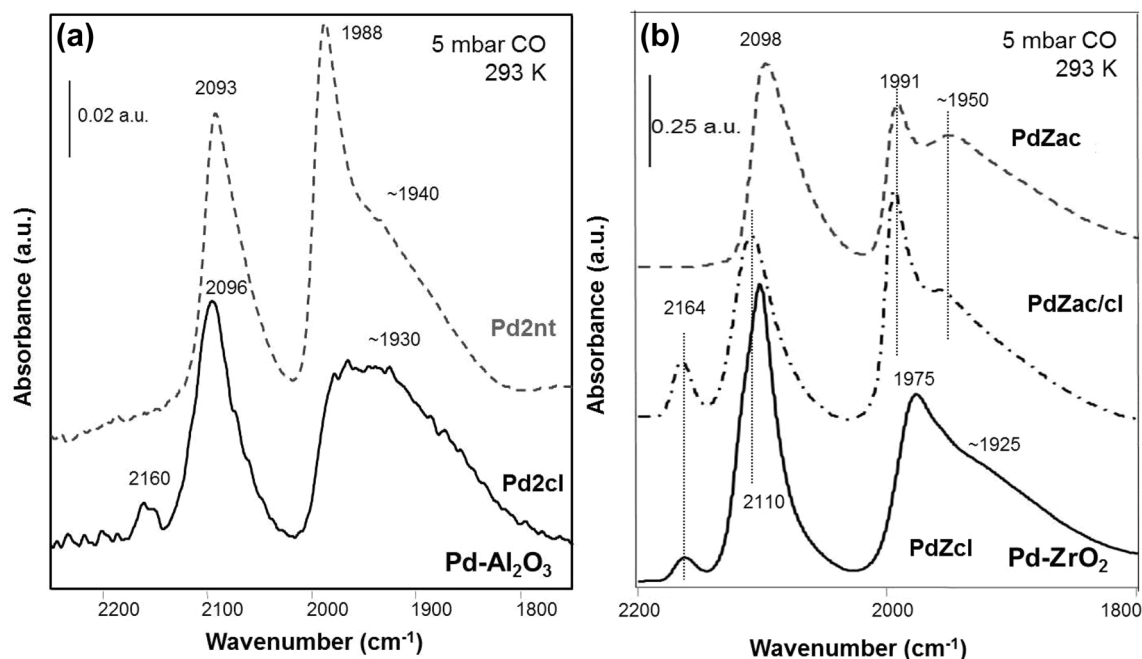 (a)
1988
5 mbar CO
293 K
2093
0.02 a.u.
~1940
2096
Pd2nt
~1930
2160
Pd2cl
Pd-Al₂O₃
Absorbance (a.u.)
2200 2100 2000 1900 1800
Wavenumber (cm⁻¹)
(b)
2098
5 mbar CO
293 K
1991
~1950
0.25 a.u.
PdZac
2164
PdZac/cl
1975
~1925
2110
PdZcl
Pd-ZrO₂
Absorbance (a.u.)
2200 2000 1800
Wavenumber (cm⁻¹)